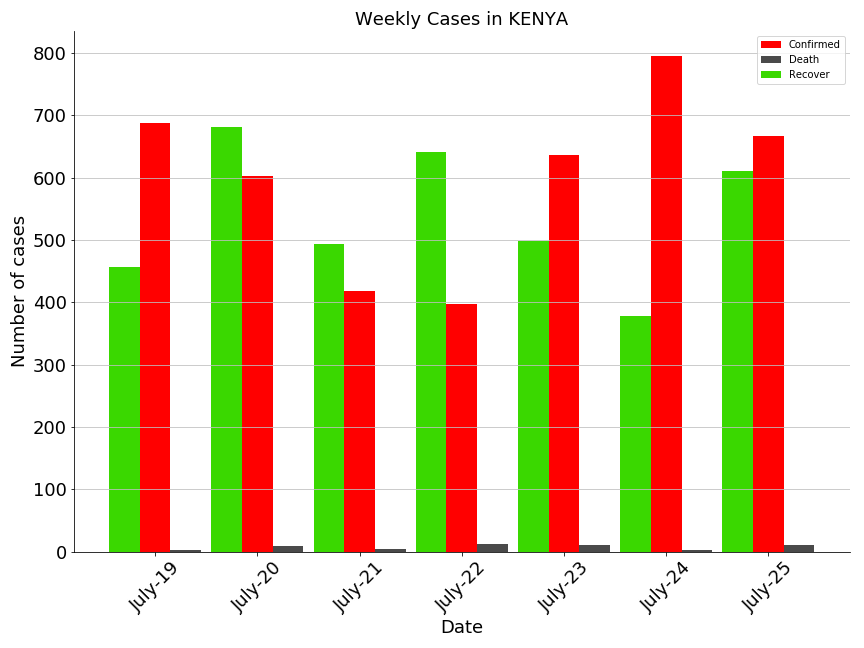 Weekly Cases in KENYA
Confirmed
Death
Recover
Number of cases
800
700
600
500
400
300
200
100
0
July-19
July-20
July-21
July-22
July-23
July-24
July-25
Date